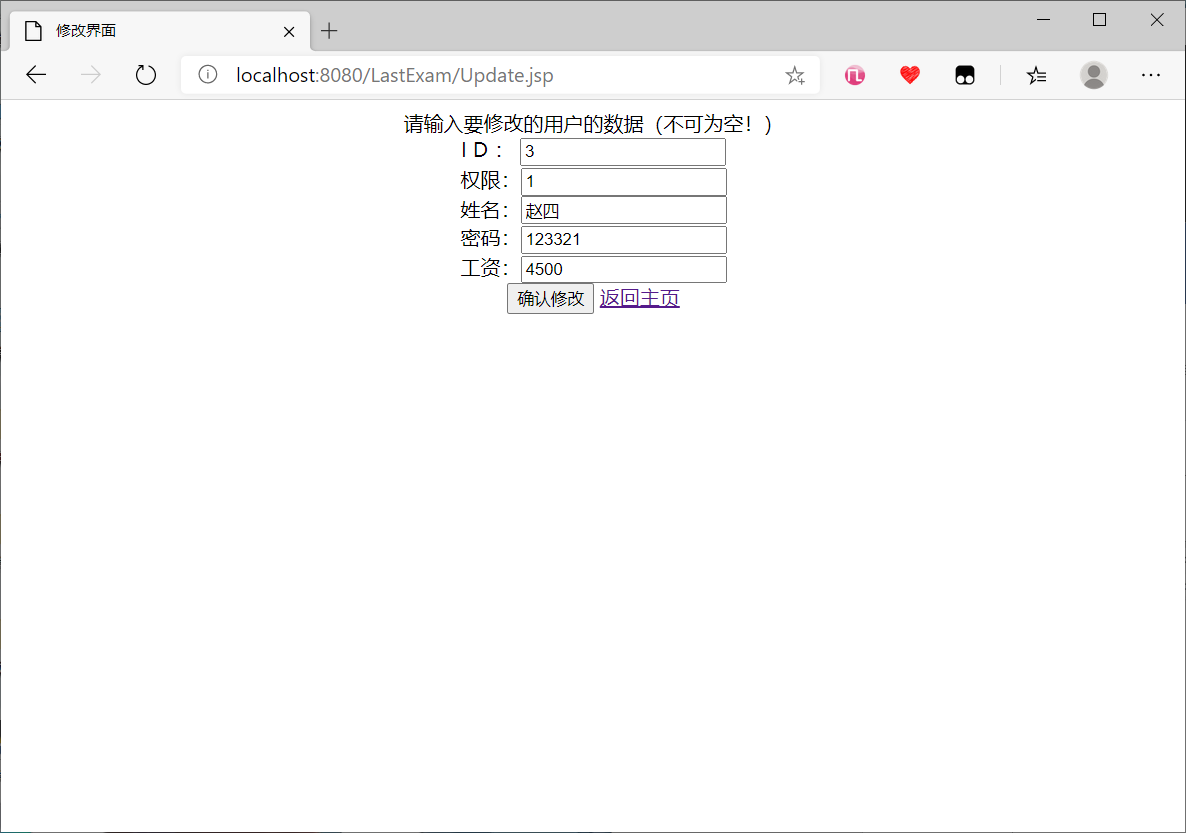 修改界面
localhost:8080/LastExam/Update.jsp
请输入要修改的用户的数据（不可为空！）
I D ： 3
权限： 1
姓名： 赵四
密码： 123321
工资： 4500
确认修改 返回主页